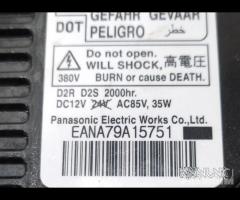 GEFAHR GEVAAR
DOT PELIGRO خطر
DO NOT OPEN.
WILL SHOCK, 高電圧
380V BURN or cause DEATH.
D2R D2S 2000hr.
DC12V 24V AC85V, 35W
Panasonic Electric Works Co., Ltd.
EANA79A15751